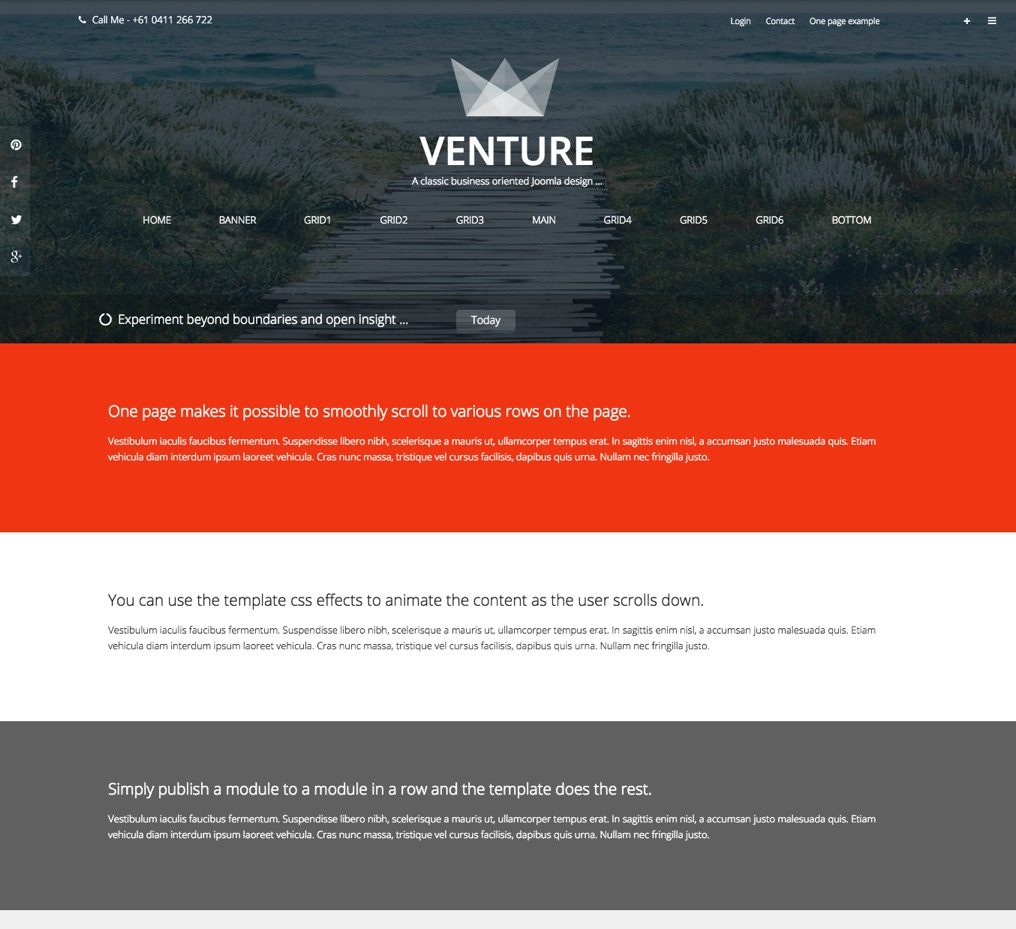 Call Me - +61 0411 266 722
Login Contact One page example
VENTURE
A classic business oriented Joomla design ...
HOME BANNER GRID1 GRID2 GRID3 MAIN GRID4 GRID5 GRID6 BOTTOM
Experiment beyond boundaries and open insight ... Today
One page makes it possible to smoothly scroll to various rows on the page.
Vestibulum iaculis faucibus fermentum. Suspendisse libero nibh, scelerisque a mauris ut, ullamcorper tempus erat. In sagittis enim nisl, a accumsan justo malesuada quis. Etiam
vehicula diam interdum ipsum laoreet vehicula. Cras nunc massa, tristique vel cursus facilisis, dapibus quis urna. Nullam nec fringilla justo.
You can use the template css effects to animate the content as the user scrolls down.
Vestibulum iaculis faucibus fermentum. Suspendisse libero nibh, scelerisque a mauris ut, ullamcorper tempus erat. In sagittis enim nisl, a accumsan justo malesuada quis. Etiam
vehicula diam interdum ipsum laoreet vehicula. Cras nunc massa, tristique vel cursus facilisis, dapibus quis urna. Nullam nec fringilla justo.
Simply publish a module to a module in a row and the template does the rest.
Vestibulum iaculis faucibus fermentum. Suspendisse libero nibh, scelerisque a mauris ut, ullamcorper tempus erat. In sagittis enim nisl, a accumsan justo malesuada quis. Etiam
vehicula diam interdum ipsum laoreet vehicula. Cras nunc massa, tristique vel cursus facilisis, dapibus quis urna. Nullam nec fringilla justo.